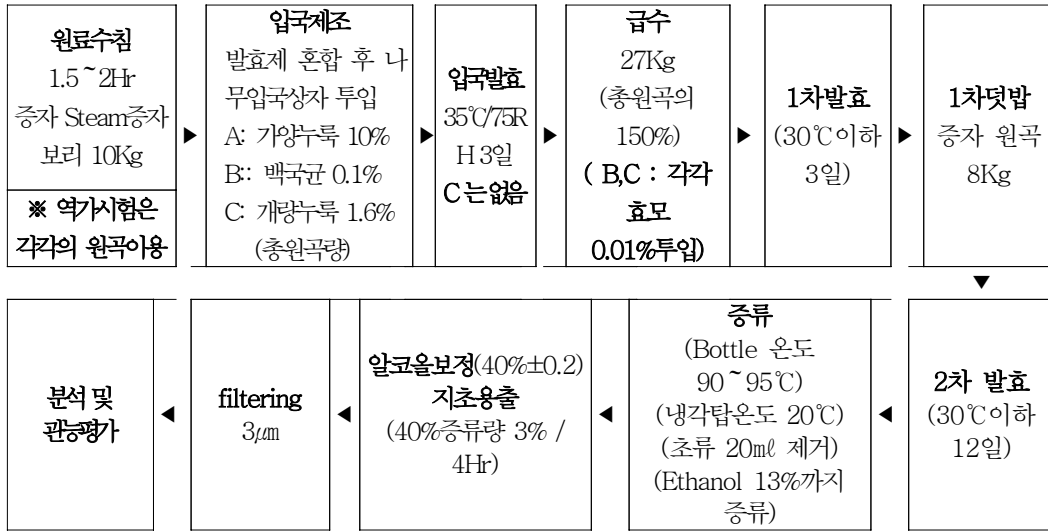 원료수침
1.5~2Hr
증자 Steam증자
보리 10Kg
※ 역가시험은
각각의 원곡이용
▶
입국제조
발효제 혼합 후 나
무입국상자 투입
A: 가양누룩 10%
B:: 백국균 0.1%
C: 개량누룩 1.6%
(총원곡량)
▶
입국발효
35℃/75R
H 3일
C는 없음
▶
급수
27Kg
(총원곡의
150%)
( B,C : 각각
효모
0.01%투입)
▶
1차발효
(30℃이하
3일)
▶
1차덧밥
증자 원곡
8Kg
▼
2차 발효
(30℃이하
12일)
◀
증류
(Bottle 온도
90~95℃)
(냉각탑온도 20℃)
(초류 20㎖ 제거)
(Ethanol 13%까지
증류)
◀
알코올보정(40%±0.2)
지초용출
(40%증류량 3% /
4Hr)
◀
filtering
3㎛
◀
분석 및
관능평가